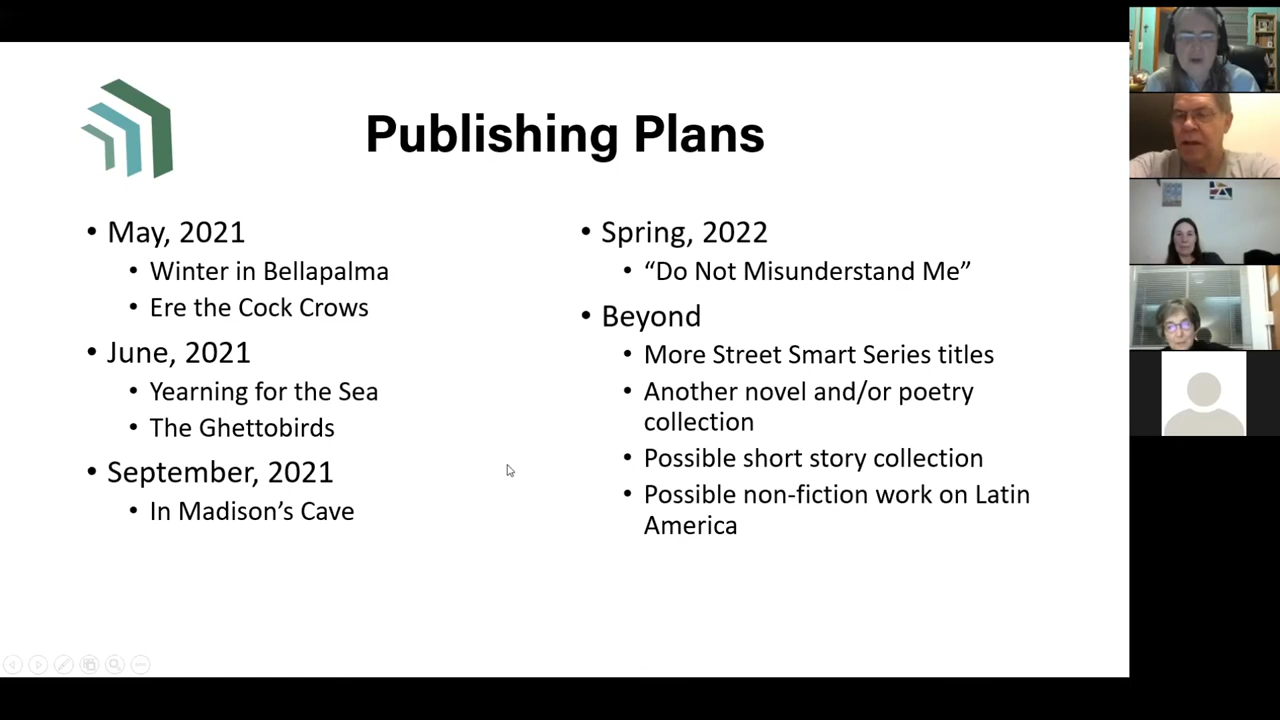 Publishing Plans
• May, 2021
• Winter in Bellapalma
• Ere the Cock Crows
• June, 2021
• Yearning for the Sea
• The Ghettobirds
• September, 2021
• In Madison’s Cave
• Spring, 2022
• “Do Not Misunderstand Me”
• Beyond
• More Street Smart Series titles
• Another novel and/or poetry
collection
• Possible short story collection
• Possible non-fiction work on Latin
America